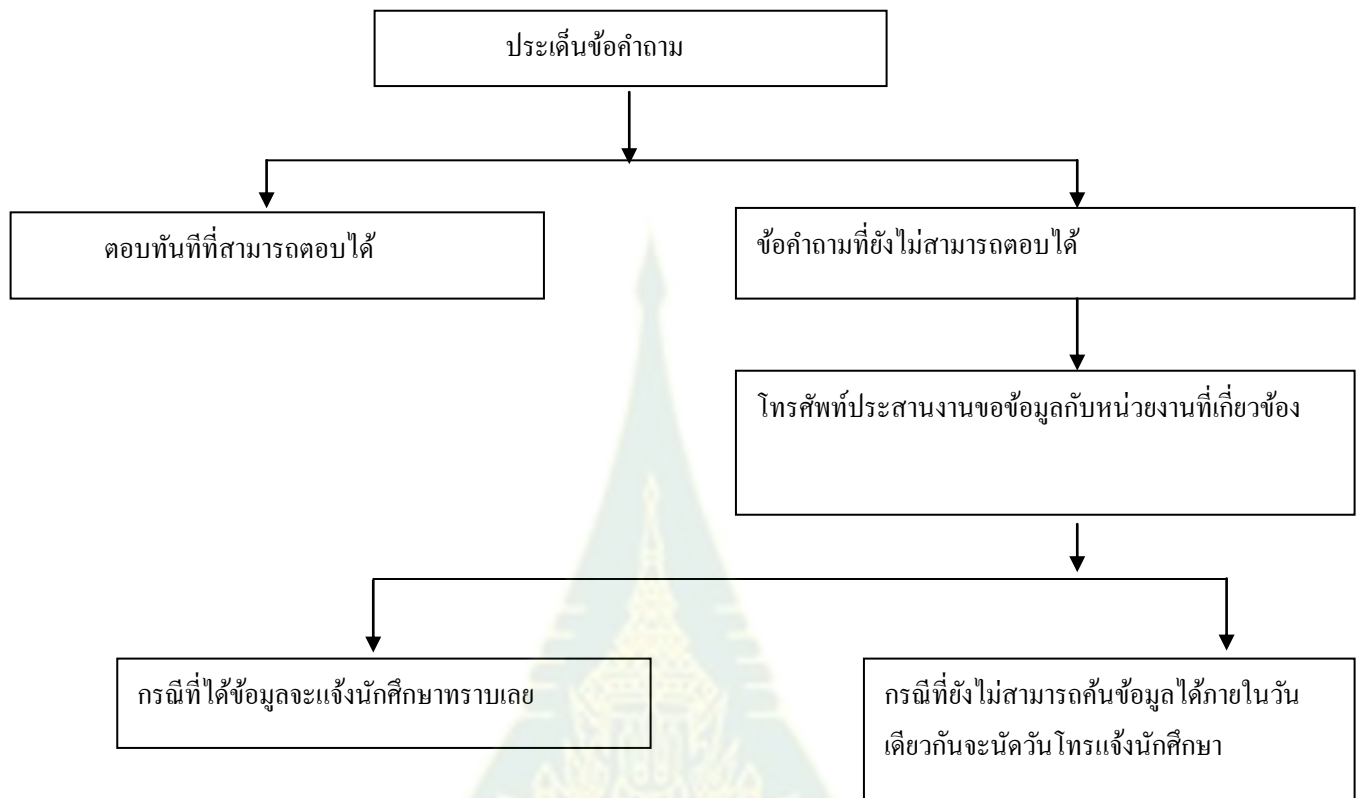 ประเด็นข้อคำถาม
ตอบทันทีที่สามารถตอบได้
ข้อคำถามที่ยังไม่สามารถตอบได้
โทรศัพท์ประสานงานขอข้อมูลกับหน่วยงานที่เกี่ยวข้อง
กรณีที่ได้ข้อมูลจะแจ้งนักศึกษาทราบเลย
กรณีที่ยังไม่สามารถค้นข้อมูลได้ภายในวัน
เดียวกันจะนัดวันโทรแจ้งนักศึกษา